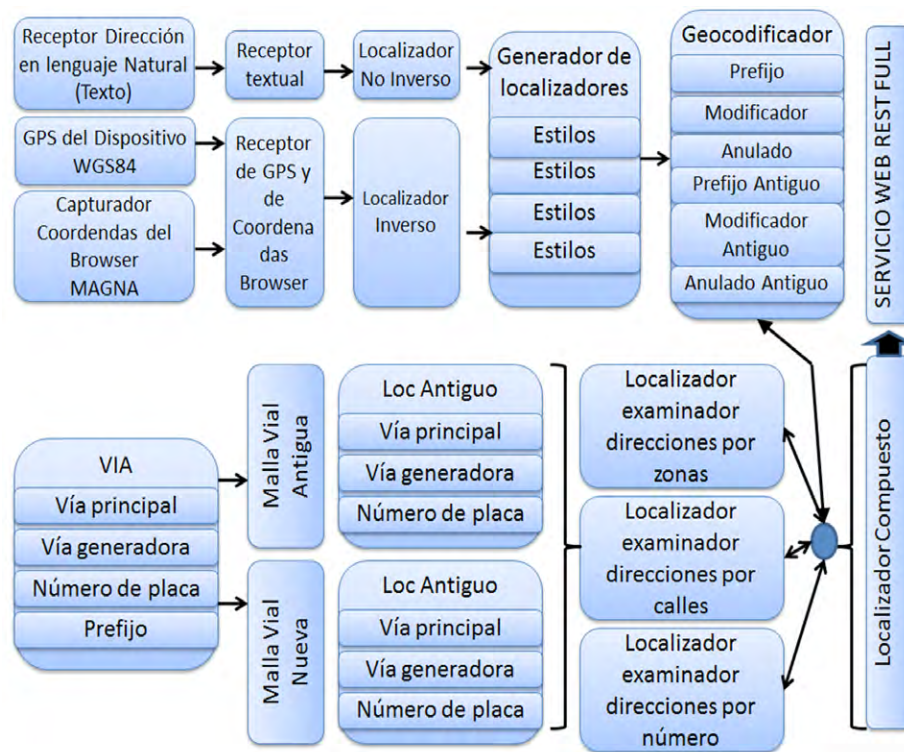 Receptor Dirección
en lenguaje Natural
(Texto)
Receptor
textual
Localizador
No Inverso
GPS del Dispositivo
WGS84
Capturador
Coordendas del
Browser
MAGNA
Receptor
de GPS y
de
Coordena
das
Browser
Localizador
Inverso
Generador de
localizadores
Estilos
Estilos
Estilos
Estilos
Geocodificador
Prefijo
Modificador
Anulado
Prefijo Antiguo
Modificador
Antiguo
Anulado Antiguo
SERVICIO WEB REST FULL
VIA
Vía principal
Vía generadora
Número de placa
Prefijo
Malla Vial
Antigua
Malla Vial
Nueva
Loc Antiguo
Vía principal
Vía generadora
Número de placa
Loc Antiguo
Vía principal
Vía generadora
Número de placa
Localizador
examinador
direcciones por
zonas
Localizador
examinador
direcciones por
calles
Localizador
examinador
direcciones por
número
Localizador Compuesto